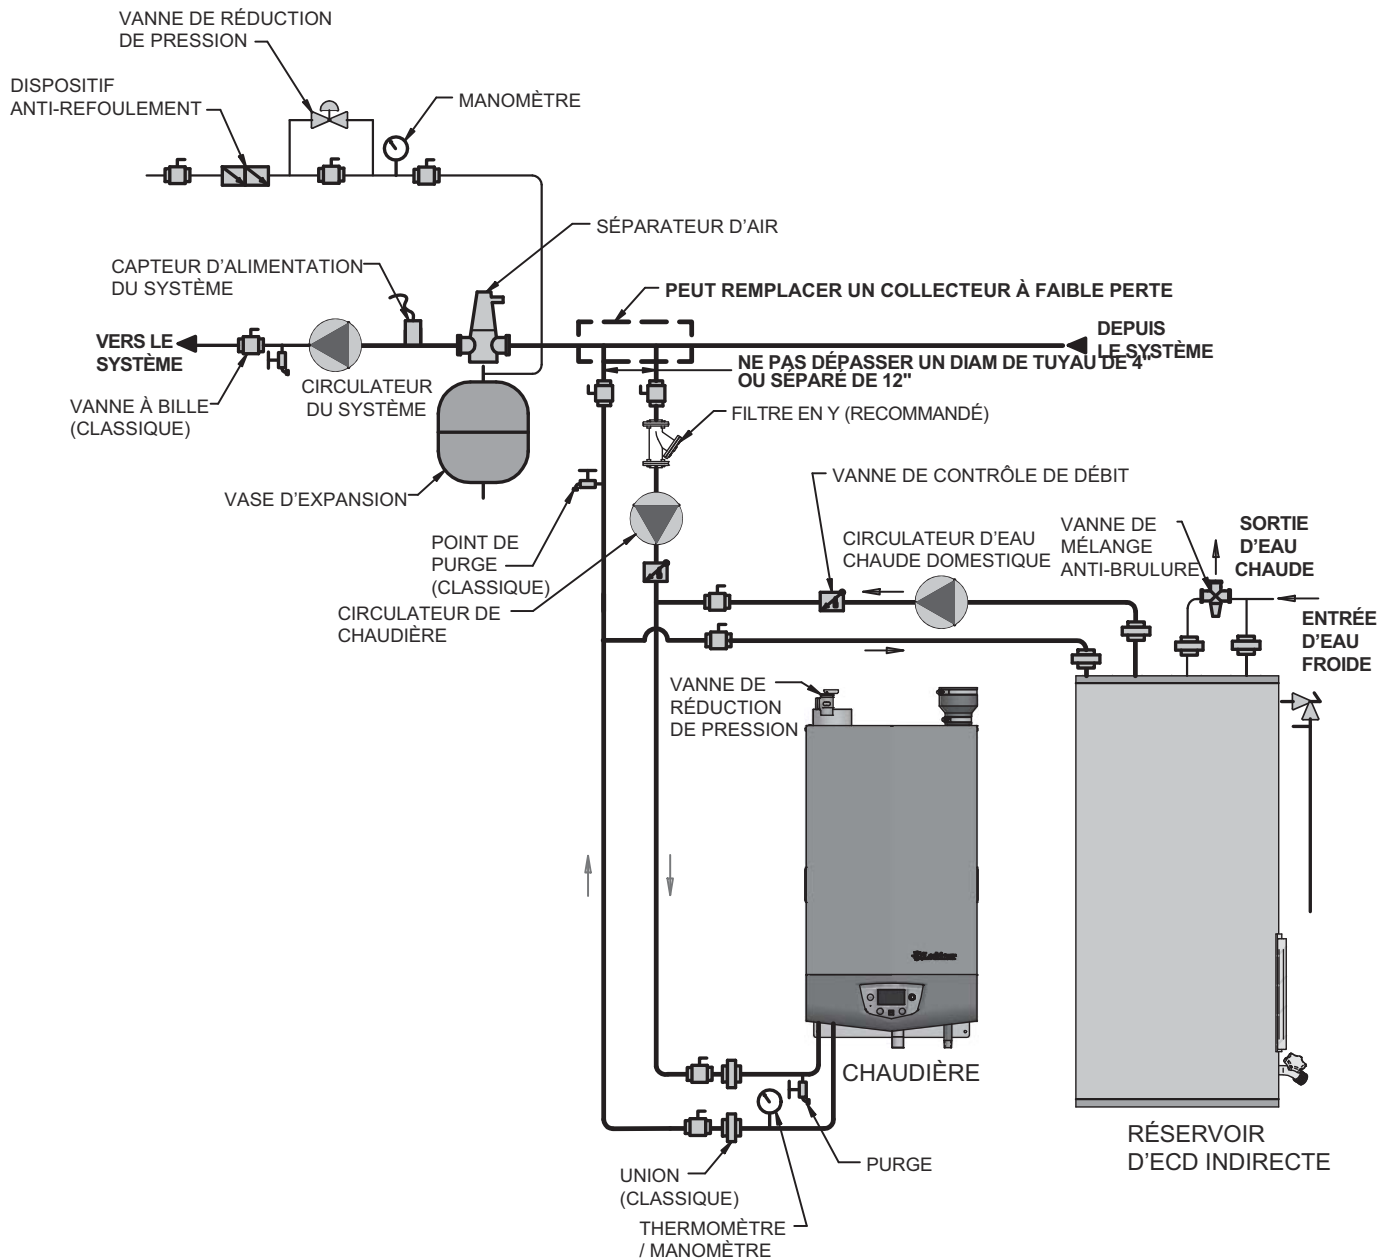 VANNE DE RÉDUCTION
DE PRESSION
DISPOSITIF
ANTI-REFOULEMENT
MANOMÈTRE
SÉPARATEUR D'AIR
CAPTEUR D'ALIMENTATION
DU SYSTÈME
PEUT REMPLACER UN COLLECTEUR À FAIBLE PERTE
VERS LE
SYSTÈME
DEPUIS
LE SYSTÈME
NE PAS DÉPASSER UN DIAM DE TUYAU DE 4"
OU SÉPARÉ DE 12"
CIRCULATEUR
DU SYSTÈME
VANNE À BILLE
(CLASSIQUE)
FILTRE EN Y (RECOMMANDÉ)
VASE D'EXPANSION
VANNE DE CONTRÔLE DE DÉBIT
POINT DE
PURGE
(CLASSIQUE)
CIRCULATEUR D'EAU
CHAUDE DOMESTIQUE
VANNE DE
MÉLANGE
ANTI-BRULURE
SORTIE
D'EAU
CHAUDE
CIRCULATEUR DE
CHAUDIÈRE
ENTRÉE
D'EAU
FROIDE
VANNE DE
RÉDUCTION
DE PRESSION
CHAUDIÈRE
RÉSERVOIR
D'ECD INDIRECTE
PURGE
UNION
(CLASSIQUE)
THERMOMÈTRE
/ MANOMÈTRE